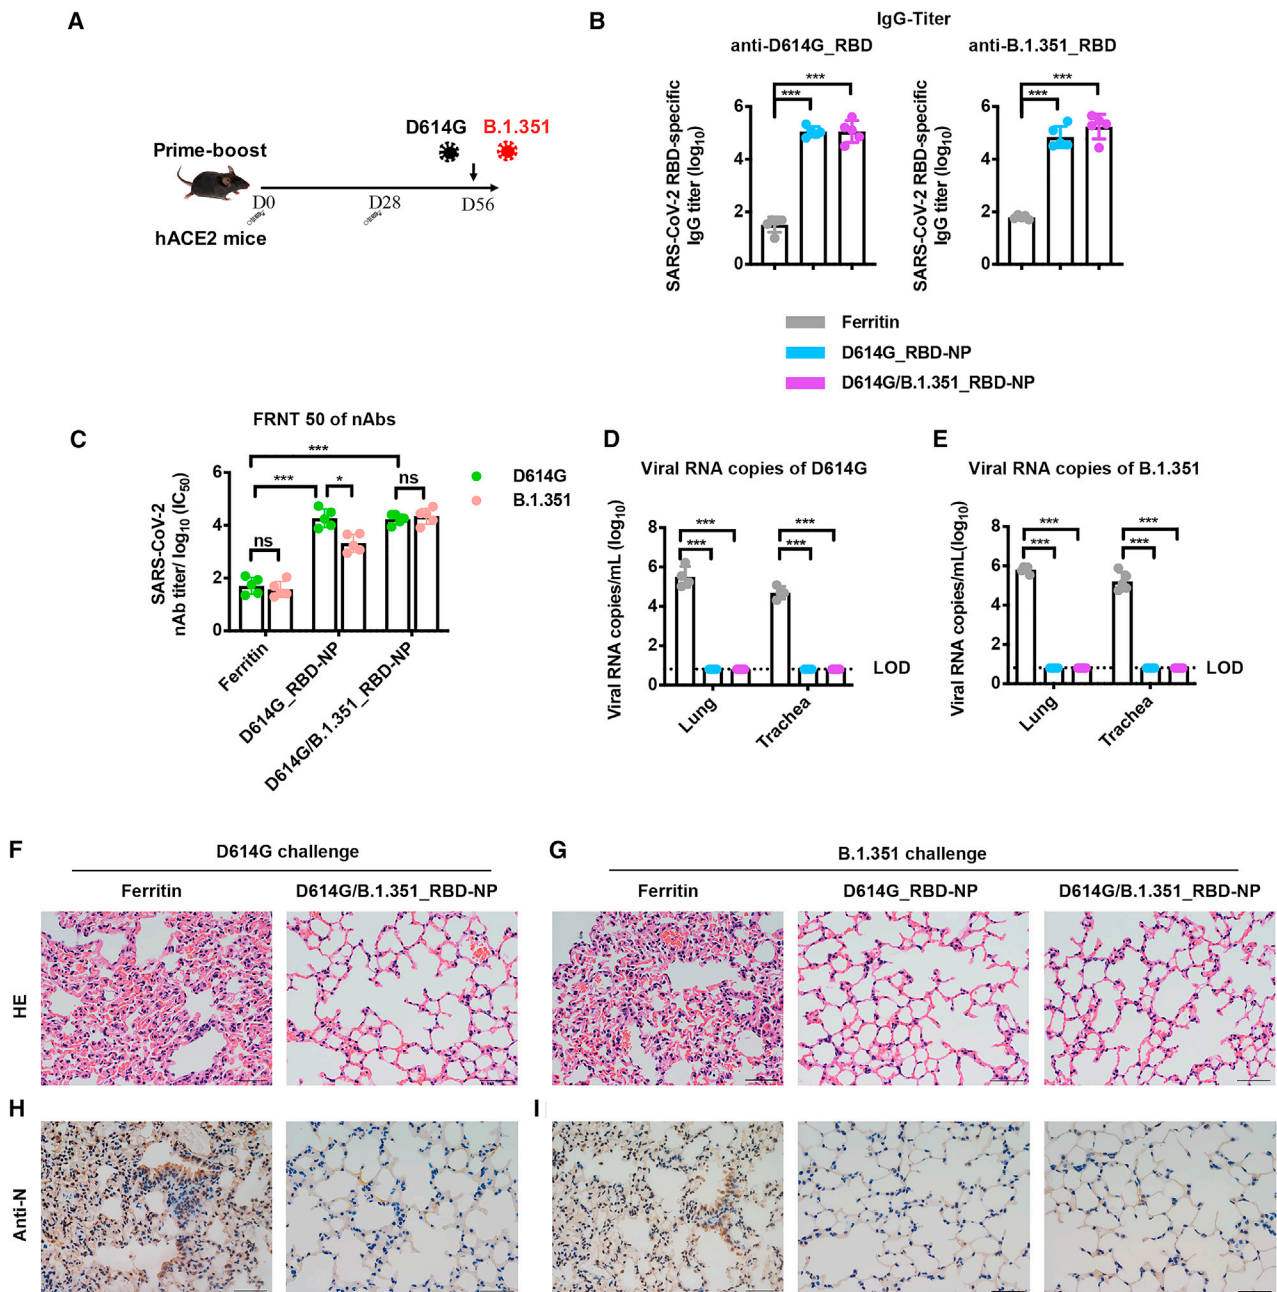 A
Prime-boost
hACE2 mice
D0
D28
D56
D614G
B.1.351
B
IgG-Titer
anti-D614G_RBD
anti-B.1.351_RBD
SARS-CoV-2 RBD-specific
IgG titer (log10)
6
4
2
0
***
***
SARS-CoV-2 RBD-specific
IgG titer (log10)
6
4
2
0
***
***
Ferritin
D614G_RBD-NP
D614G/B.1.351_RBD-NP
C
FRNT 50 of nAbs
SARS-CoV-2
nAb titer/ log10 (IC50)
6
4
2
0
***
***
*
ns
ns
D614G
B.1.351
Ferritin
D614G_RBD-NP
D614G/B.1.351_RBD-NP
D
Viral RNA copies of D614G
Viral RNA copies/mL (log10)
8
6
4
2
0
***
***
***
***
LOD
Lung
Trachea
E
Viral RNA copies of B.1.351
Viral RNA copies/mL(log10)
8
6
4
2
0
***
***
***
***
LOD
Lung
Trachea
F
D614G challenge
Ferritin
D614G/B.1.351_RBD-NP
G
B.1.351 challenge
Ferritin
D614G_RBD-NP
D614G/B.1.351_RBD-NP
HE
H
I
Anti-N